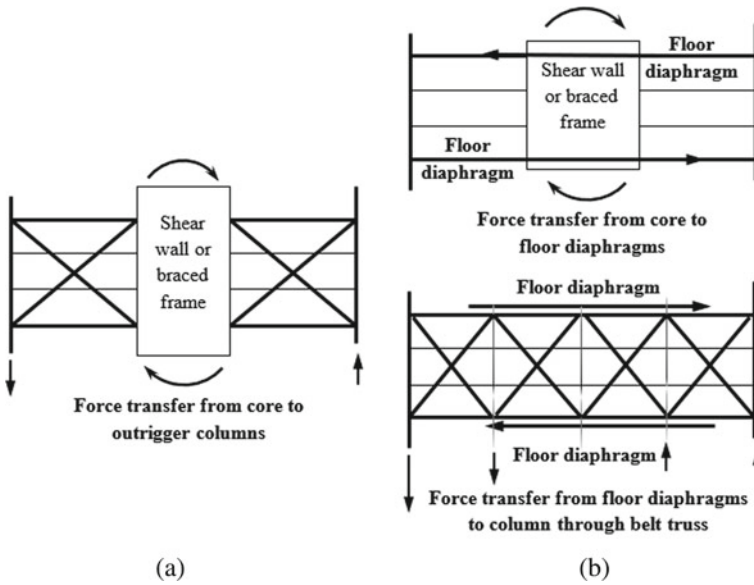 Shear
wall or
braced
frame
Force transfer from core to
outrigger columns
(a)
Floor
diaphragm
Shear wall
or braced
frame
Floor
diaphragm
Force transfer from core to
floor diaphragms
Floor diaphragm
Floor diaphragm
Force transfer from floor diaphragms
to column through belt truss
(b)